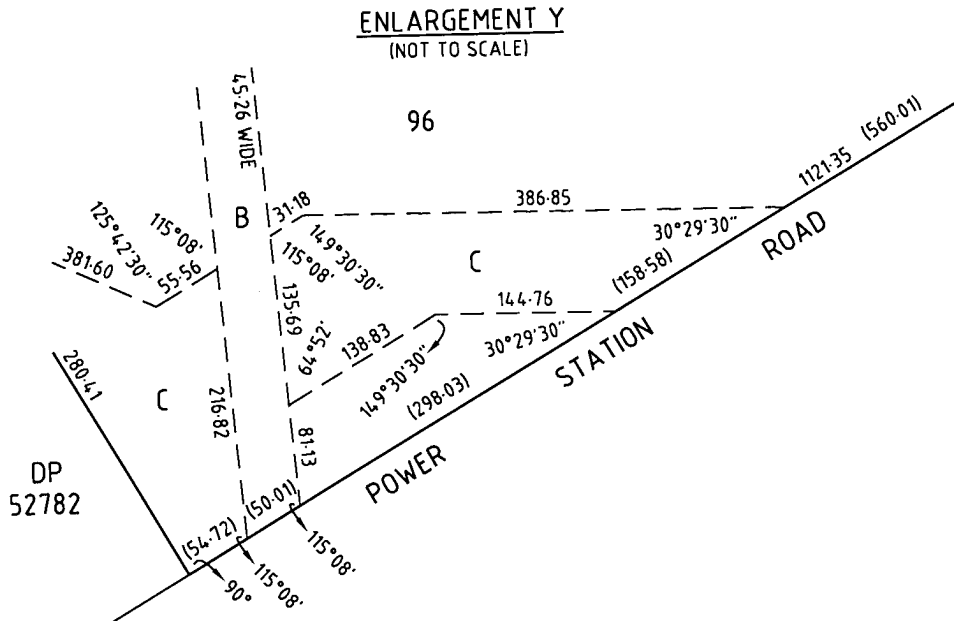 ENLARGEMENT Y
(NOT TO SCALE)
45·26 WIDE
96
(560·01)
1121·35
B
31·18
386·85
115°08'
125°42'30"
149°30'30"
115°08'
30°29'30"
ROAD
C
381·60
55·56
(158·58)
135·69
144·76
64°52'
138·83
30°29'30"
STATION
280·41
149°30'30"
C
216·82
(298·03)
81·13
DP
52782
POWER
(50·01)
(54·72)
115°08'
115°08'
90°